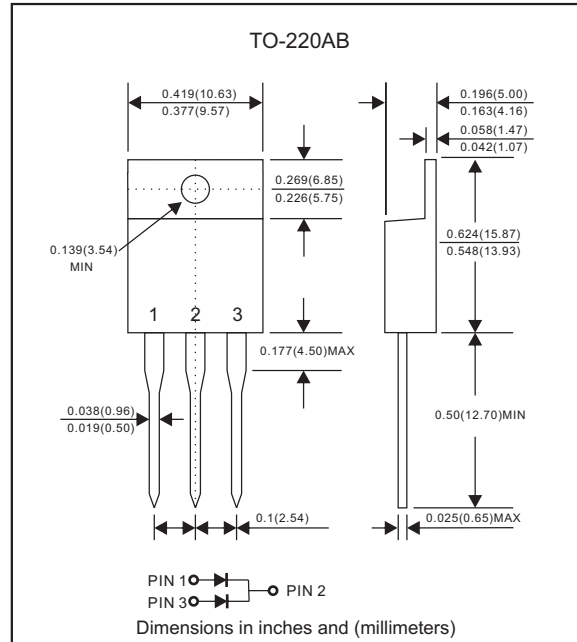 TO-220AB
0.419(10.63)
0.377(9.57)
0.196(5.00)
0.163(4.16)
0.058(1.47)
0.042(1.07)
0.269(6.85)
0.226(5.75)
0.139(3.54)
MIN
0.624(15.87)
0.548(13.93)
1 2 3
0.177(4.50)MAX
0.038(0.96)
0.019(0.50)
0.50(12.70)MIN
0.1(2.54)
0.025(0.65)MAX
PIN 1
PIN 2
PIN 3
Dimensions in inches and (millimeters)